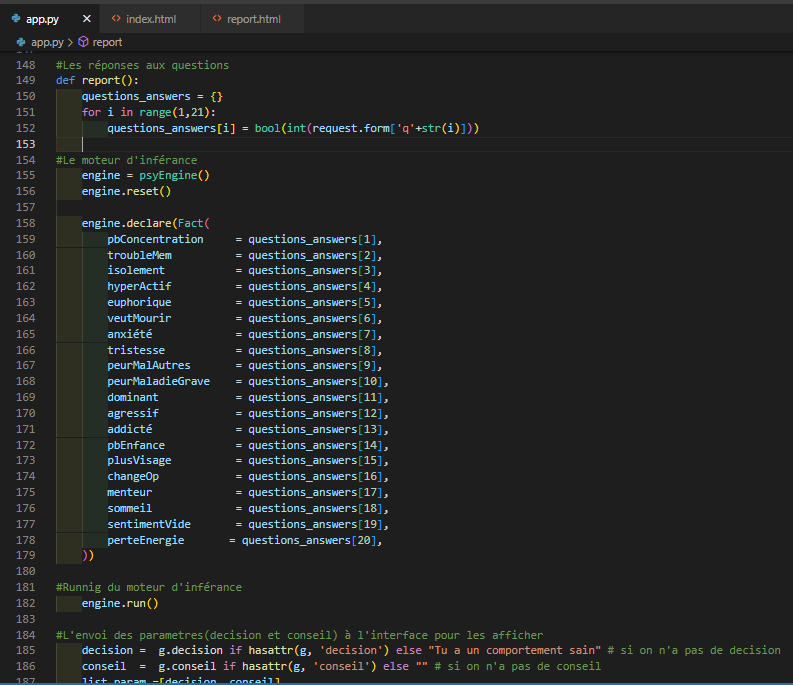 app.py × index.html report.html
app.py > report
148 #Les réponses aux questions
149 def report():
150     questions_answers = {}
151     for i in range(1,21):
152         questions_answers[i] = bool(int(request.form['q'+str(i)]))
153
154 #Le moteur d'inférance
155     engine = psyEngine()
156     engine.reset()
157
158     engine.declare(Fact(
159         pbConcentration     = questions_answers[1],
160         troubleMem          = questions_answers[2],
161         isolement           = questions_answers[3],
162         hyperActif          = questions_answers[4],
163         euphorique          = questions_answers[5],
164         veutMourir          = questions_answers[6],
165         anxiété             = questions_answers[7],
166         tristesse           = questions_answers[8],
167         peurMalAutres       = questions_answers[9],
168         peurMaladieGrave    = questions_answers[10],
169         dominant            = questions_answers[11],
170         agressif            = questions_answers[12],
171         addicté             = questions_answers[13],
172         pbEnfance           = questions_answers[14],
173         plusVisage          = questions_answers[15],
174         changeOp            = questions_answers[16],
175         menteur             = questions_answers[17],
176         sommeil             = questions_answers[18],
177         sentimentVide       = questions_answers[19],
178         perteEnergie       = questions_answers[20],
179     ))
180
181 #Runnig du moteur d'inférance
182     engine.run()
183
184 #L'envoi des parametres(decision et conseil) à l'interface pour les afficher
185     decision =  g.decision if hasattr(g, 'decision') else "Tu a un comportement sain" # si on n'a pas de decision
186     conseil  =  g.conseil if hasattr(g, 'conseil') else "" # si on n'a pas de conseil
187     list_param =[decision, conseil]